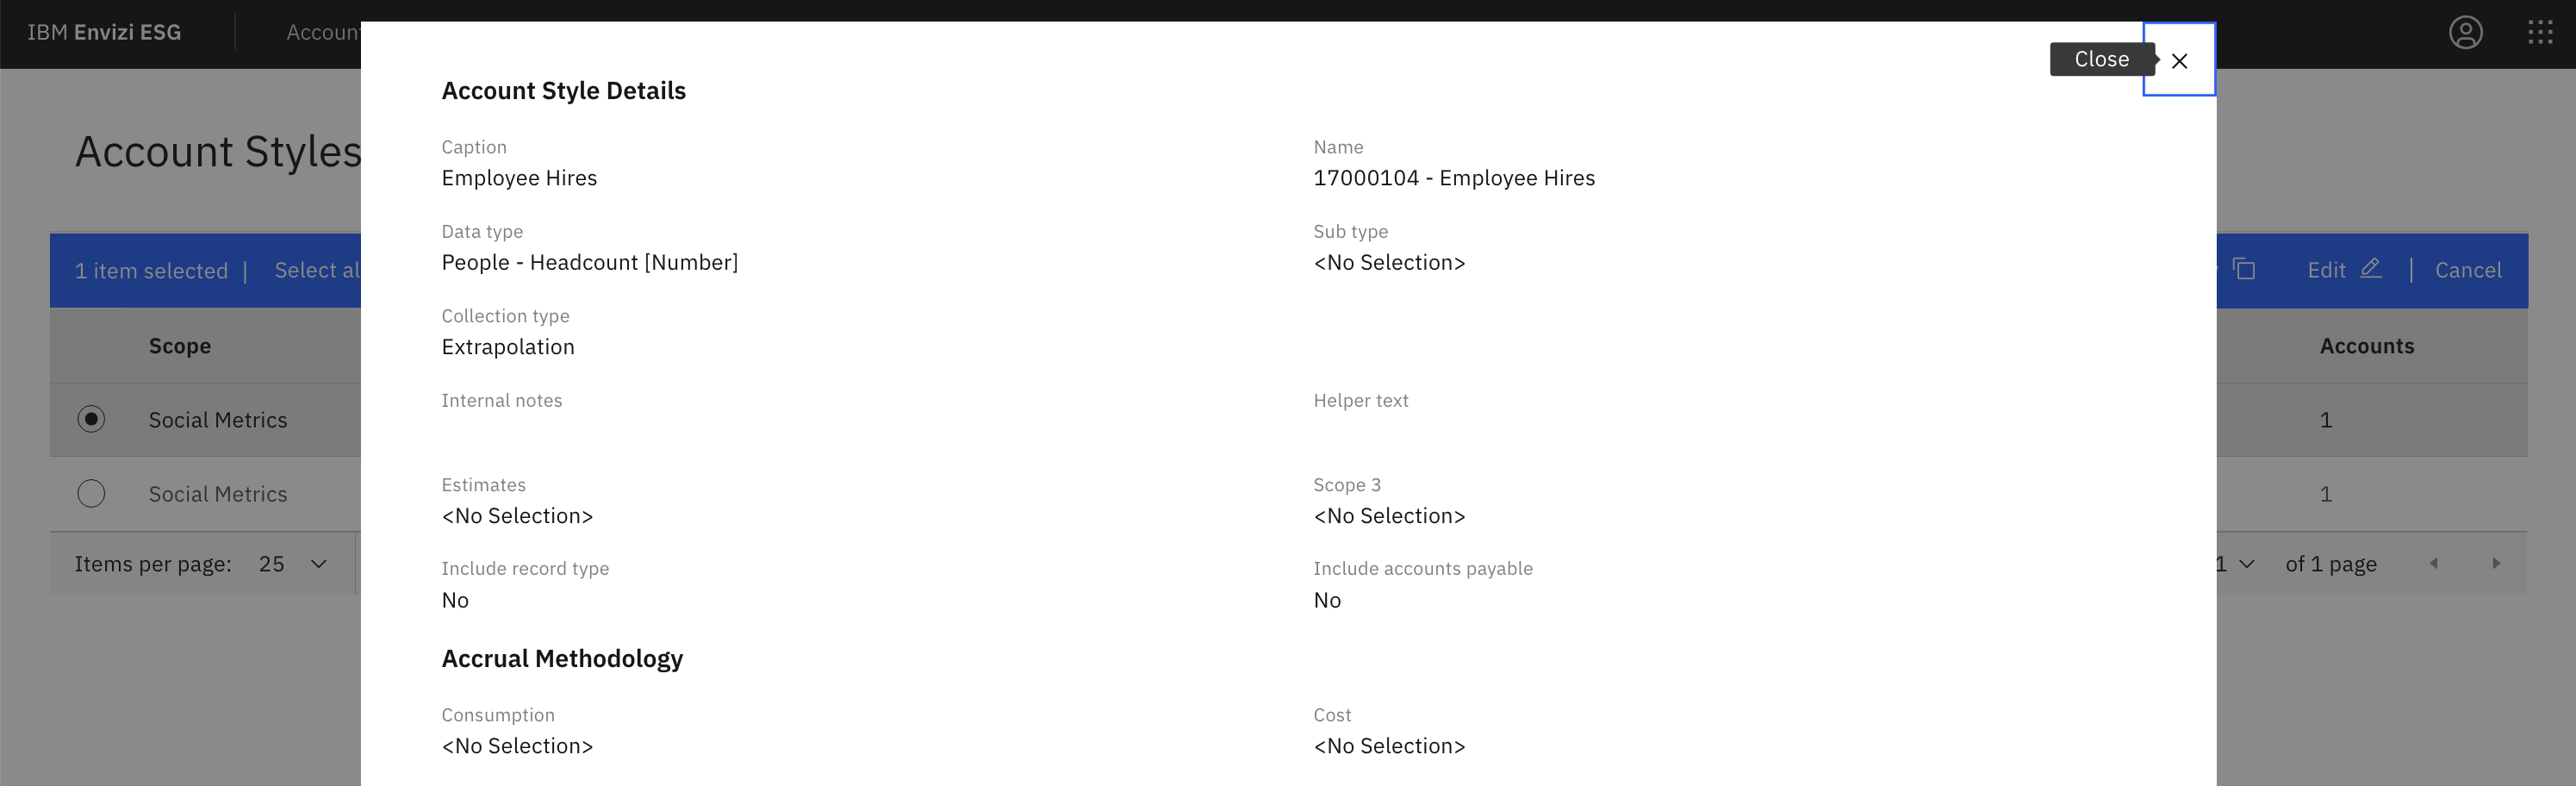 IBM Envizi ESG
Accoun
Close
Account Style Details
Account Styles
Caption
Name
Employee Hires
17000104 - Employee Hires
Data type
Sub type
People - Headcount [Number]
<No Selection>
1 item selected | Select al
Edit | Cancel
Collection type
Extrapolation
Scope
Accounts
Internal notes
Helper text
Social Metrics
1
Estimates
Scope 3
Social Metrics
1
<No Selection>
<No Selection>
Items per page: 25
1 of 1 page
Include record type
Include accounts payable
No
No
Accrual Methodology
Consumption
Cost
<No Selection>
<No Selection>